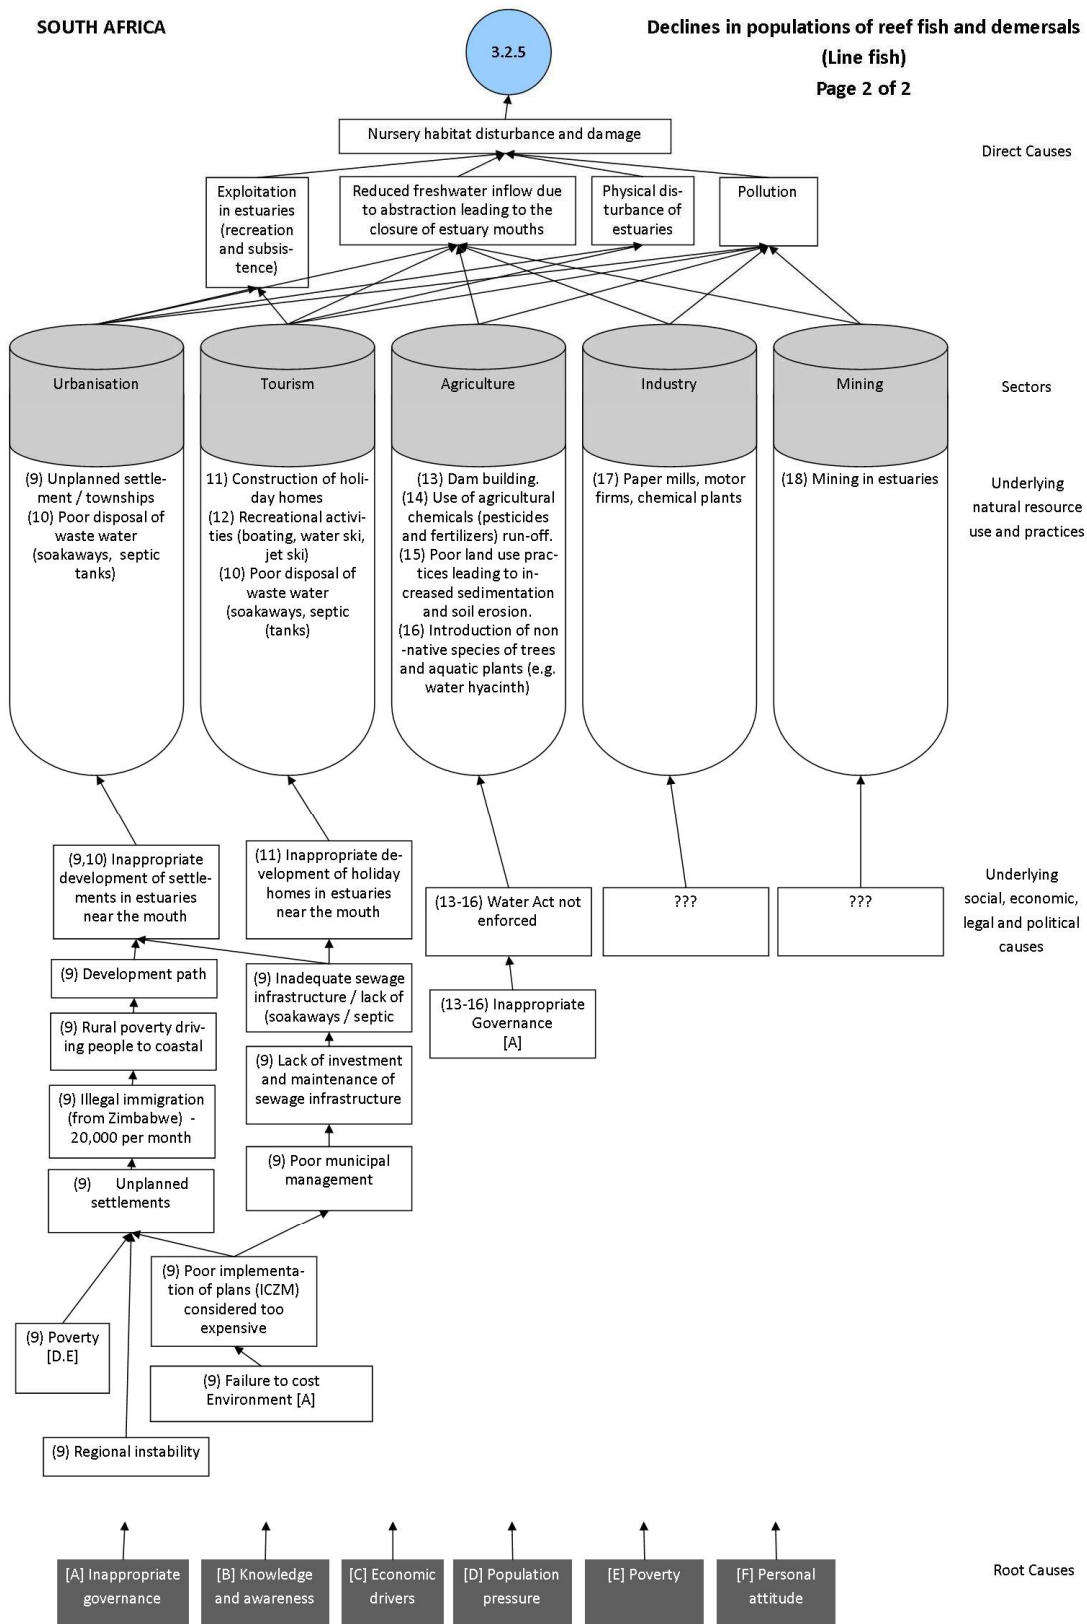 SOUTH AFRICA
3.2.5
Declines in populations of reef fish and demersals
(Line fish)
Page 2 of 2
Nursery habitat disturbance and damage
Direct Causes
Exploitation
in estuaries
(recreation
and subsis-
tence)
Reduced freshwater inflow due
to abstraction leading to the
closure of estuary mouths
Physical dis-
turbance of
estuaries
Pollution
Urbanisation
Tourism
Agriculture
Industry
Mining
Sectors
(9) Unplanned settle-
ment / townships
(10) Poor disposal of
waste water
(soakaways, septic
tanks)
11) Construction of holi-
day homes
(12) Recreational activi-
ties (boating, water ski,
jet ski)
(10) Poor disposal of
waste water
(soakaways, septic
(tanks)
(13) Dam building.
(14) Use of agricultural
chemicals (pesticides
and fertilizers) run-off.
(15) Poor land use prac-
tices leading to in-
creased sedimentation
and soil erosion.
(16) Introduction of non
-native species of trees
and aquatic plants (e.g.
water hyacinth)
(17) Paper mills, motor
firms, chemical plants
(18) Mining in estuaries
Underlying
natural resource
use and practices
(9,10) Inappropriate
development of settle-
ments in estuaries
near the mouth
(11) Inappropriate de-
velopment of holiday
homes in estuaries
near the mouth
(13-16) Water Act not
enforced
???
???
Underlying
social, economic,
legal and political
causes
(9) Development path
(9) Inadequate sewage
infrastructure / lack of
(soakaways / septic
(13-16) Inappropriate
Governance
[A]
(9) Rural poverty driv-
ing people to coastal
(9) Lack of investment
and maintenance of
sewage infrastructure
(9) Illegal immigration
(from Zimbabwe) -
20,000 per month
(9) Poor municipal
management
(9) Unplanned
settlements
(9) Poor implementa-
tion of plans (ICZM)
considered too
expensive
(9) Poverty
[D.E]
(9) Failure to cost
Environment [A]
(9) Regional instability
[A] Inappropriate
governance
[B] Knowledge
and awareness
[C] Economic
drivers
[D] Population
pressure
[E] Poverty
[F] Personal
attitude
Root Causes